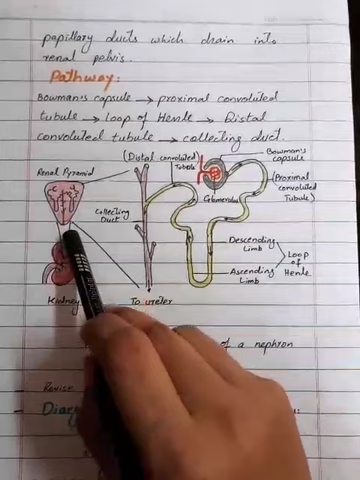 papillary ducts which drain into
renal pelvis.
Pathway:
Bowman's capsule → proximal convoluted
tubule → loop of Henle → Distal
convoluted tubule → collecting duct.
(Distal convoluted)
Tubule
Bowman's
capsule
Renal Pyramid
Glomerulus
(Proximal
convoluted
Tubule)
Collecting
Duct
Descending
Limb
Loop
of
Henle
Ascending
Limb
Kidney
To ureter
of a nephron
Revise